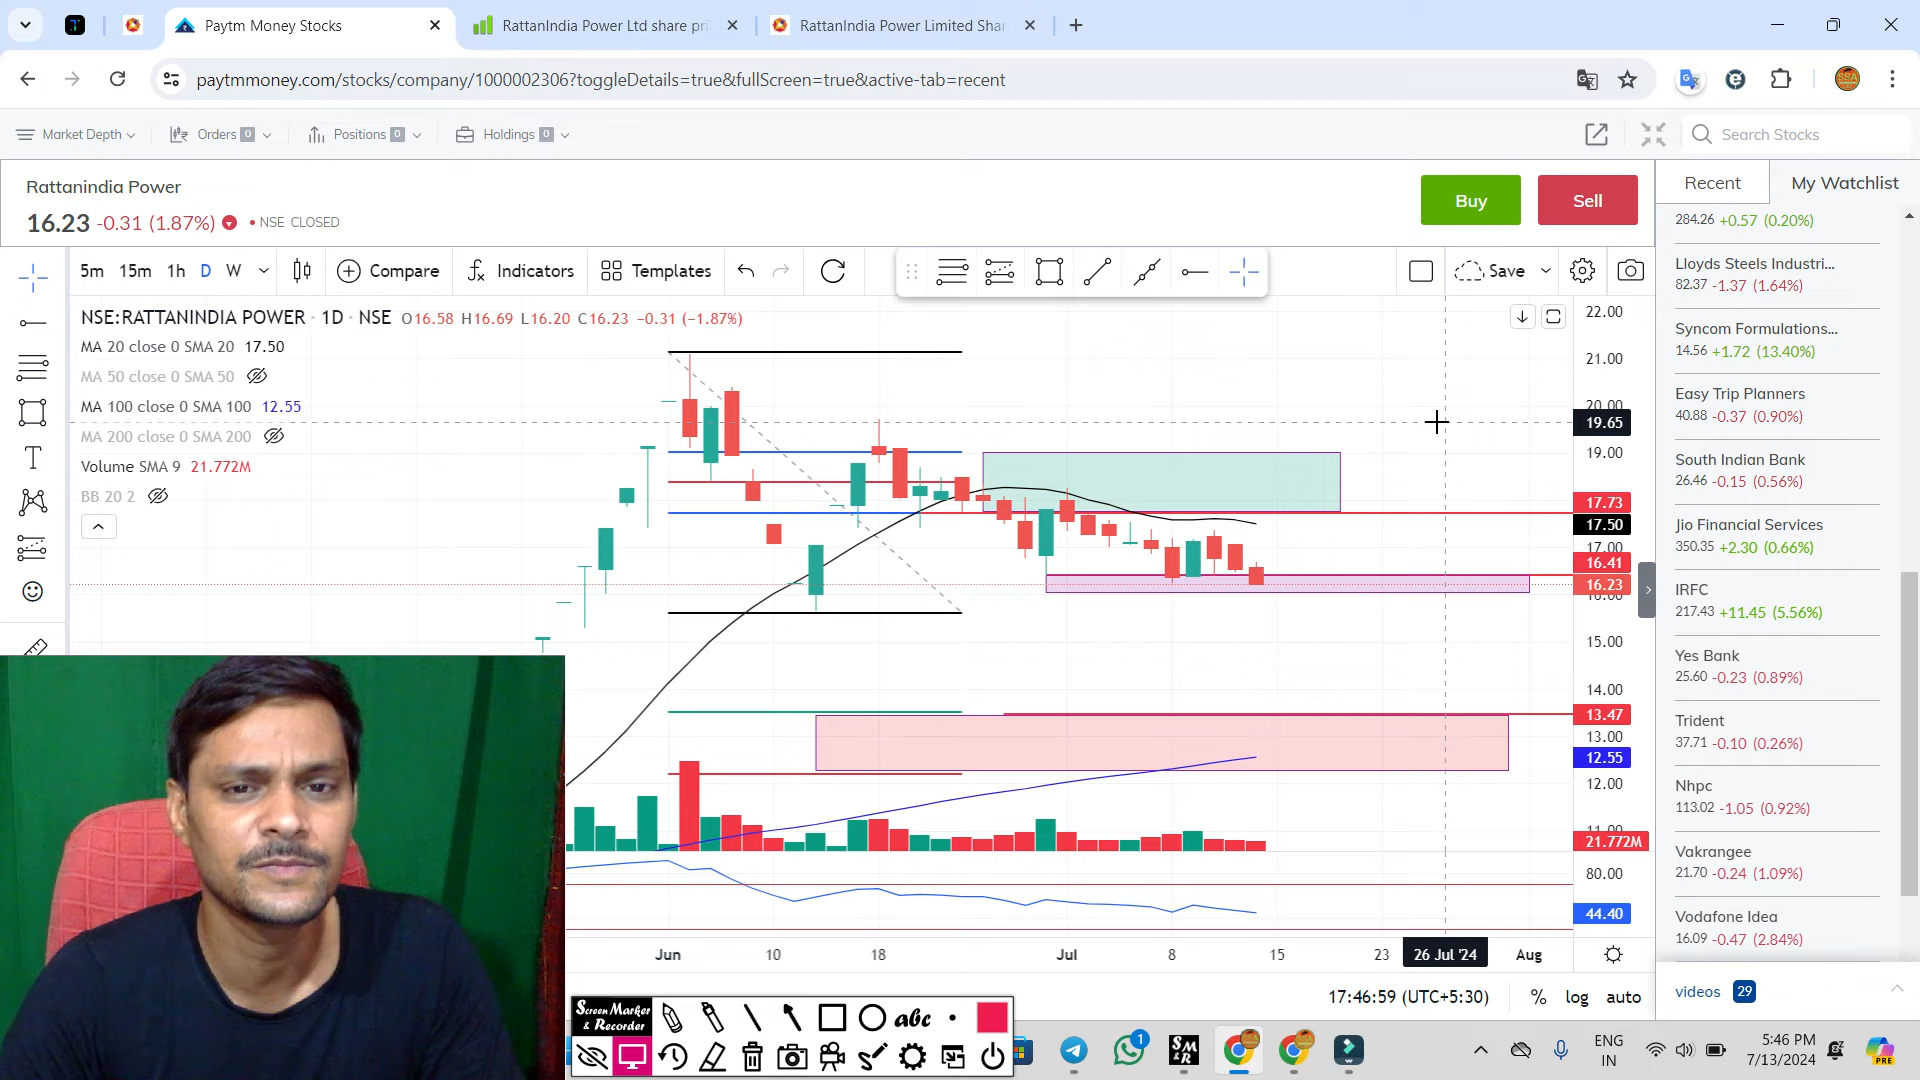 Paytm Money Stocks
RattanIndia Power Ltd share pri
RattanIndia Power Limited Shar
paytmmoney.com/stocks/company/1000002306?toggleDetails=true&fullScreen=true&active-tab=recent
SSA
Market Depth
Orders 0
Positions 0
Holdings 0
Search Stocks
Rattanindia Power
16.23 -0.31 (1.87%) • NSE CLOSED
Buy
Sell
Recent
My Watchlist
5m 15m 1h D W
Compare
Indicators
Templates
Save
NSE:RATTANINDIA POWER · 1D · NSE O16.58 H16.69 L16.20 C16.23 −0.31 (−1.87%)
MA 20 close 0 SMA 20 17.50
MA 50 close 0 SMA 50
MA 100 close 0 SMA 100 12.55
MA 200 close 0 SMA 200
Volume SMA 9 21.772M
BB 20 2
22.00
21.00
20.00
19.65
19.00
17.73
17.50
17.00
16.41
16.23
16.00
15.00
14.00
13.47
13.00
12.55
12.00
11.00
21.772M
80.00
44.40
Jun 10 18 Jul 8 15 23 26 Jul '24 Aug
17:46:59 (UTC+5:30) % log auto
284.26 +0.57 (0.20%)
Lloyds Steels Industri...
82.37 -1.37 (1.64%)
Syncom Formulations...
14.56 +1.72 (13.40%)
Easy Trip Planners
40.88 -0.37 (0.90%)
South Indian Bank
26.46 -0.15 (0.56%)
Jio Financial Services
350.35 +2.30 (0.66%)
IRFC
217.43 +11.45 (5.56%)
Yes Bank
25.60 -0.23 (0.89%)
Trident
37.71 -0.10 (0.26%)
Nhpc
113.02 -1.05 (0.92%)
Vakrangee
21.70 -0.24 (1.09%)
Vodafone Idea
16.09 -0.47 (2.84%)
videos 29
Screen Marker
& Recorder
abc
1
SM
&R
ENG
IN
5:46 PM
7/13/2024
PRE